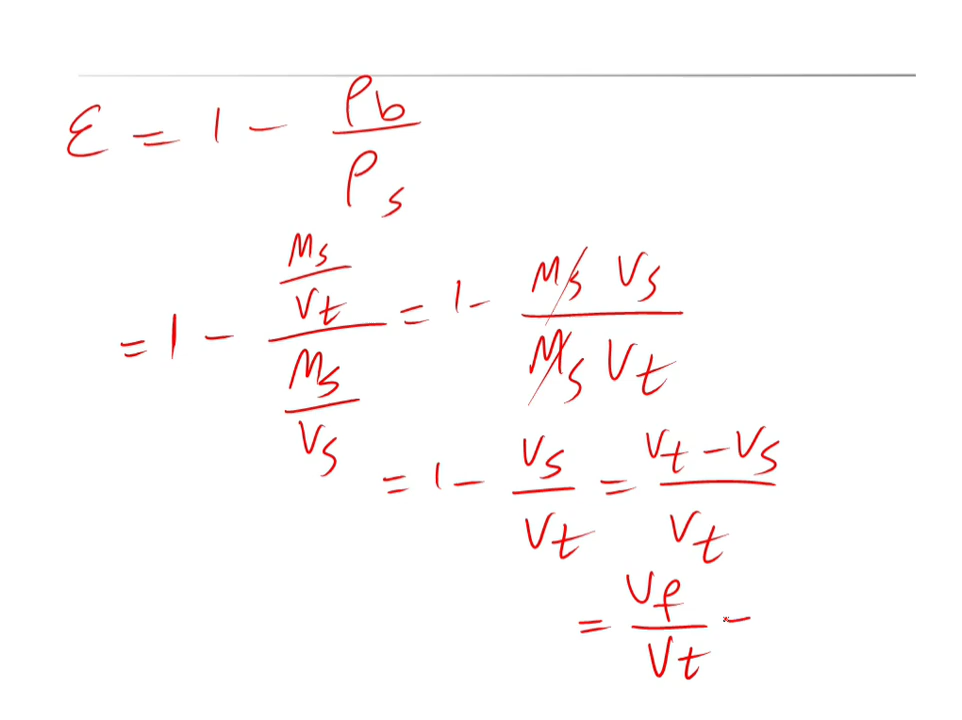 ε = 1 - ρb / ρs
= 1 - (Ms / Vt) / (Ms / Vs) = 1 - Ms Vs / Ms Vt
= 1 - Vs / Vt = Vt - Vs / Vt
= Vf / Vt -